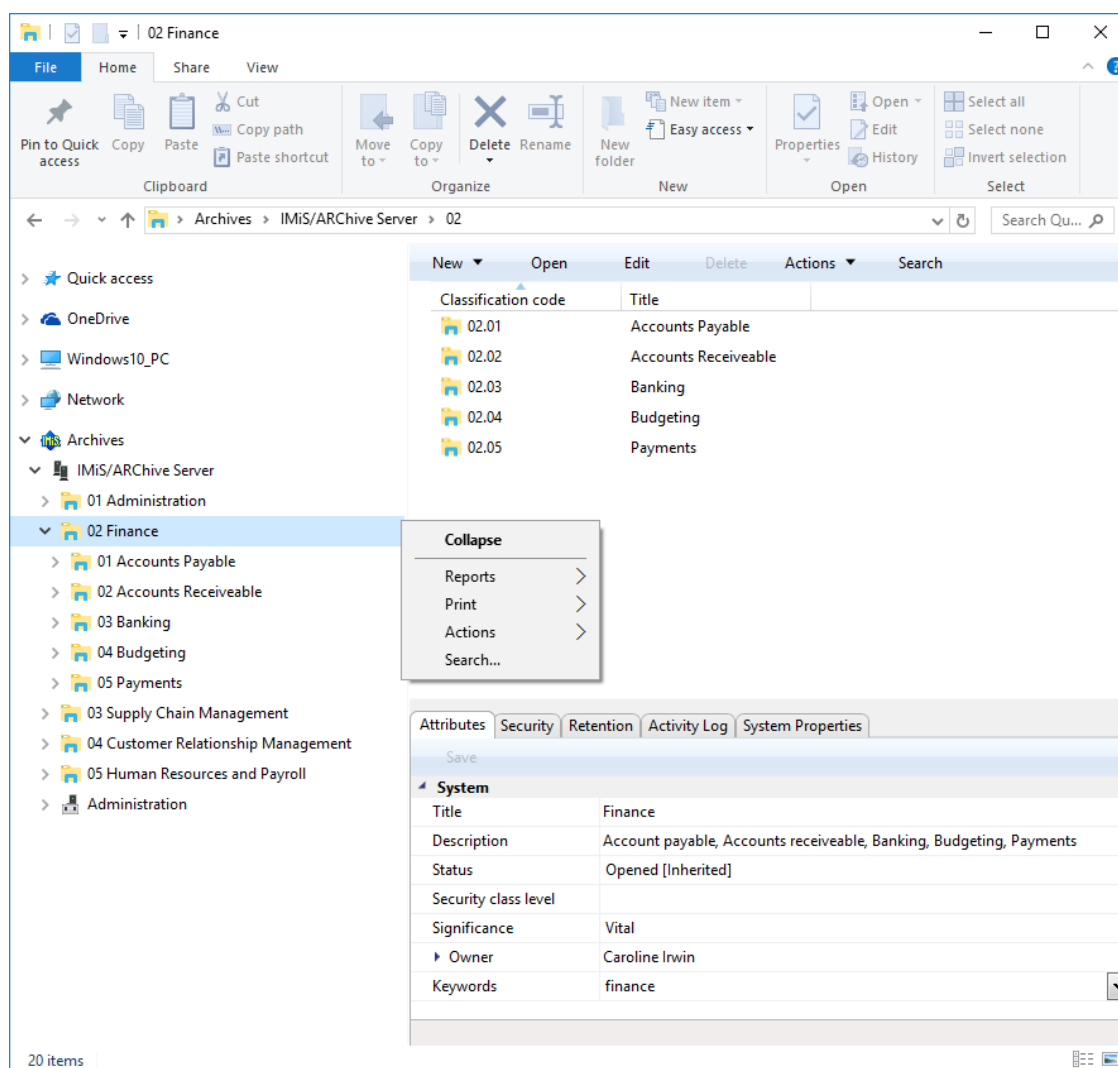 02 Finance
File Home Share View
Pin to Quick access
Copy
Paste
Cut
Copy path
Paste shortcut
Clipboard
Move to
Copy to
Delete
Rename
Organize
New folder
New item
Easy access
New
Properties
Open
Edit
History
Open
Select all
Select none
Invert selection
Select
Archives > IMiS/ARChive Server > 02
Search Qu...
Quick access
OneDrive
Windows10_PC
Network
Archives
IMiS/ARChive Server
01 Administration
02 Finance
01 Accounts Payable
02 Accounts Receiveable
03 Banking
04 Budgeting
05 Payments
03 Supply Chain Management
04 Customer Relationship Management
05 Human Resources and Payroll
Administration
New Open Edit Delete Actions Search
Classification code Title
02.01 Accounts Payable
02.02 Accounts Receiveable
02.03 Banking
02.04 Budgeting
02.05 Payments
Collapse
Reports
Print
Actions
Search...
Attributes Security Retention Activity Log System Properties
Save
System
Title Finance
Description Account payable, Accounts receiveable, Banking, Budgeting, Payments
Status Opened [Inherited]
Security class level
Significance Vital
Owner Caroline Irwin
Keywords finance
20 items